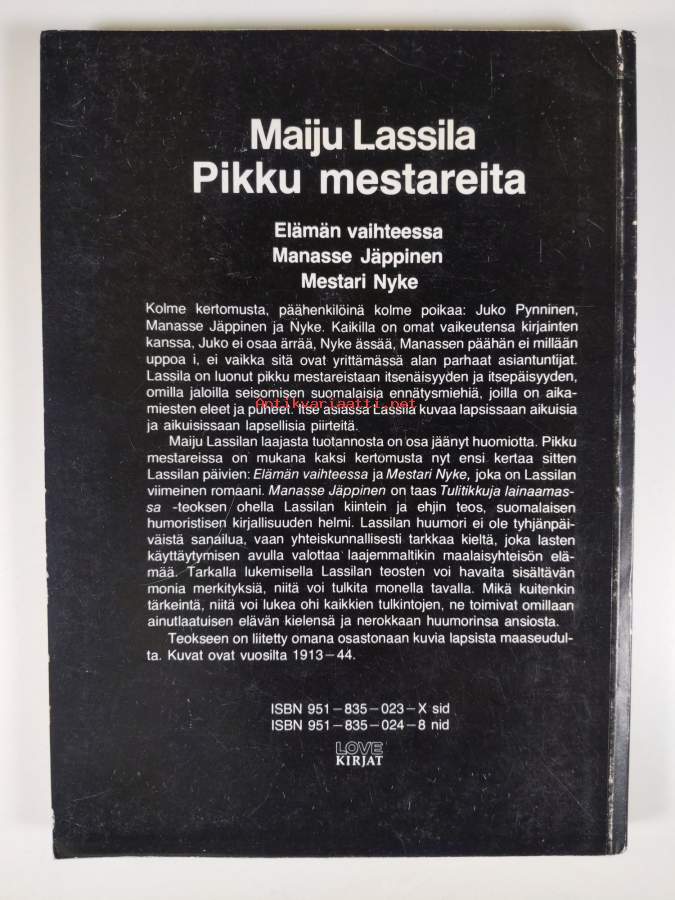 Maiju Lassila
Pikku mestareita
Elämän vaihteessa
Manasse Jäppinen
Mestari Nyke
Kolme kertomusta, päähenkilöinä kolme poikaa: Juko Pynninen,
Manasse Jäppinen ja Nyke. Kaikilla on omat vaikeutensa kirjainten
kanssa, Juko ei osaa ärrää, Nyke ässää, Manassen päähän ei millään
uppoa i, ei vaikka sitä ovat yrittämässä alan parhaat asiantuntijat.
Lassila on luonut pikku mestareistaan itsenäisyyden ja itsepäisyyden,
omilla jaloilla seisomisen suomalaisia ennätysmiehiä, joilla on aika-
miesten eleet ja puheet. Itse asiassa Lassila kuvaa lapsissaan aikuisia
ja aikuisissaan lapsellisia piirteitä.
Antikvariaatti.net
Maiju Lassilan laajasta tuotannosta on osa jäänyt huomiotta. Pikku
mestareissa on mukana kaksi kertomusta nyt ensi kertaa sitten
Lassilan päivien: Elämän vaihteessa ja Mestari Nyke, joka on Lassilan
viimeinen romaani. Manasse Jäppinen on taas Tulitikkuja lainaamas-
sa -teoksen ohella Lassilan kiintein ja ehjin teos, suomalaisen
humoristisen kirjallisuuden helmi. Lassilan huumori ei ole tyhjänpäi-
väistä sanailua, vaan yhteiskunnallisesti tarkkaa kieltä, joka lasten
käyttäytymisen avulla valottaa laajemmaltikin maalaisyhteisön elä-
mää. Tarkalla lukemisella Lassilan teosten voi havaita sisältävän
monia merkityksiä, niitä voi tulkita monella tavalla. Mikä kuitenkin
tärkeintä, niitä voi lukea ohi kaikkien tulkintojen, ne toimivat omillaan
ainutlaatuisen elävän kielensä ja nerokkaan huumorinsa ansiosta.
Teokseen on liitetty omana osastonaan kuvia lapsista maaseudul-
ta. Kuvat ovat vuosilta 1913–44.
ISBN 951–835–023–X sid
ISBN 951–835–024–8 nid
LOVE
KIRJAT